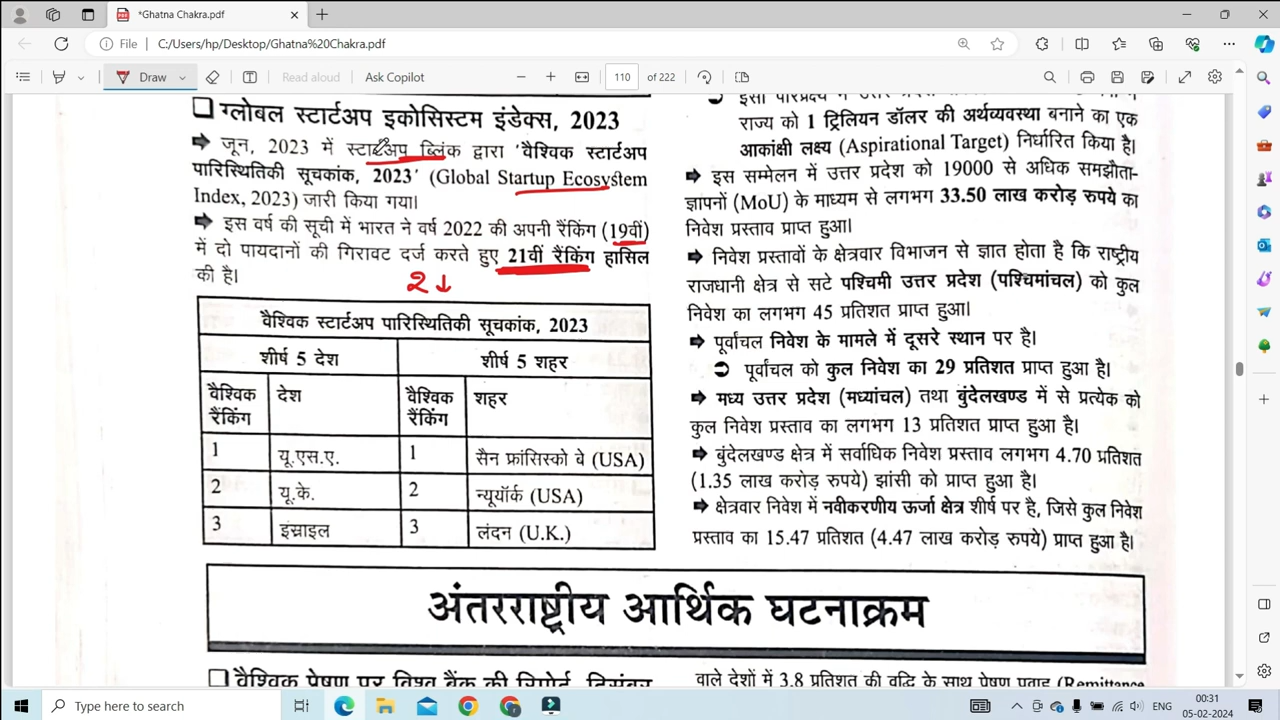 *Ghatna Chakra.pdf
File
C:/Users/hp/Desktop/Ghatna%20Chakra.pdf
Draw
Read aloud
Ask Copilot
110
of 222
❑ ग्लोबल स्टार्टअप इकोसिस्टम इंडेक्स, 2023
जून, 2023 में स्टार्टअप ब्लिंक द्वारा 'वैश्विक स्टार्टअप
पारिस्थितिकी सूचकांक, 2023' (Global Startup Ecosystem
Index, 2023) जारी किया गया।
इस वर्ष की सूची में भारत ने वर्ष 2022 की अपनी रैंकिंग (19वीं)
में दो पायदानों की गिरावट दर्ज करते हुए 21वीं रैंकिंग हासिल
की है।
2↓
वैश्विक स्टार्टअप पारिस्थितिकी सूचकांक, 2023
शीर्ष 5 देश शीर्ष 5 शहर
वैश्विक रैंकिंग देश वैश्विक रैंकिंग शहर
1 यू.एस.ए. 1 सैन फ्रांसिस्को बे (USA)
2 यू.के. 2 न्यूयॉर्क (USA)
3 इस्राइल 3 लंदन (U.K.)
राज्य को 1 ट्रिलियन डॉलर की अर्थव्यवस्था बनाने का एक
आकांक्षी लक्ष्य (Aspirational Target) निर्धारित किया है।
इस सम्मेलन में उत्तर प्रदेश को 19000 से अधिक समझौता-
ज्ञापनों (MoU) के माध्यम से लगभग 33.50 लाख करोड़ रुपये का
निवेश प्रस्ताव प्राप्त हुआ।
निवेश प्रस्तावों के क्षेत्रवार विभाजन से ज्ञात होता है कि राष्ट्रीय
राजधानी क्षेत्र से सटे पश्चिमी उत्तर प्रदेश (पश्चिमांचल) को कुल
निवेश का लगभग 45 प्रतिशत प्राप्त हुआ।
पूर्वांचल निवेश के मामले में दूसरे स्थान पर है।
पूर्वांचल को कुल निवेश का 29 प्रतिशत प्राप्त हुआ है।
मध्य उत्तर प्रदेश (मध्यांचल) तथा बुंदेलखण्ड में से प्रत्येक को
कुल निवेश प्रस्ताव का लगभग 13 प्रतिशत प्राप्त हुआ है।
बुंदेलखण्ड क्षेत्र में सर्वाधिक निवेश प्रस्ताव लगभग 4.70 प्रतिशत
(1.35 लाख करोड़ रुपये) झांसी को प्राप्त हुआ है।
क्षेत्रवार निवेश में नवीकरणीय ऊर्जा क्षेत्र शीर्ष पर है, जिसे कुल निवेश
प्रस्ताव का 15.47 प्रतिशत (4.47 लाख करोड़ रुपये) प्राप्त हुआ है।
अंतरराष्ट्रीय आर्थिक घटनाक्रम
❑ वैश्विक प्रेषण पर विश्व बैंक की रिपोर्ट, दिसंबर
वाले देशों में 3.8 प्रतिशत की वृद्धि के साथ प्रेषण प्रवाह (Remittance
Type here to search
ENG
00:31
05-02-2024